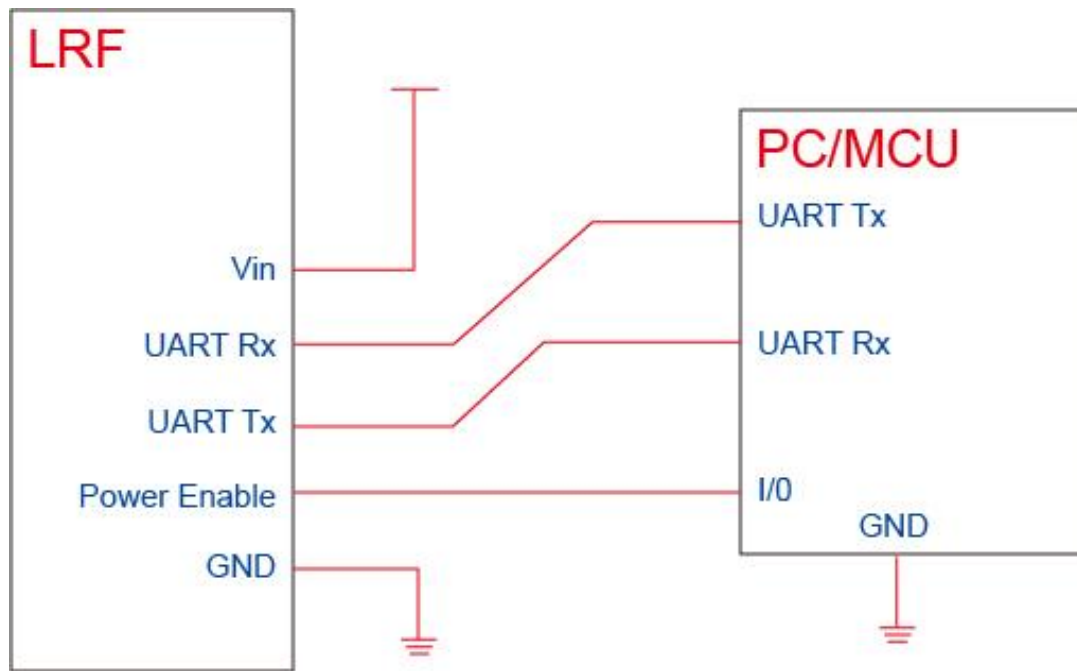 LRF
Vin
UART Rx
UART Tx
Power Enable
GND
PC/MCU
UART Tx
UART Rx
I/0
GND